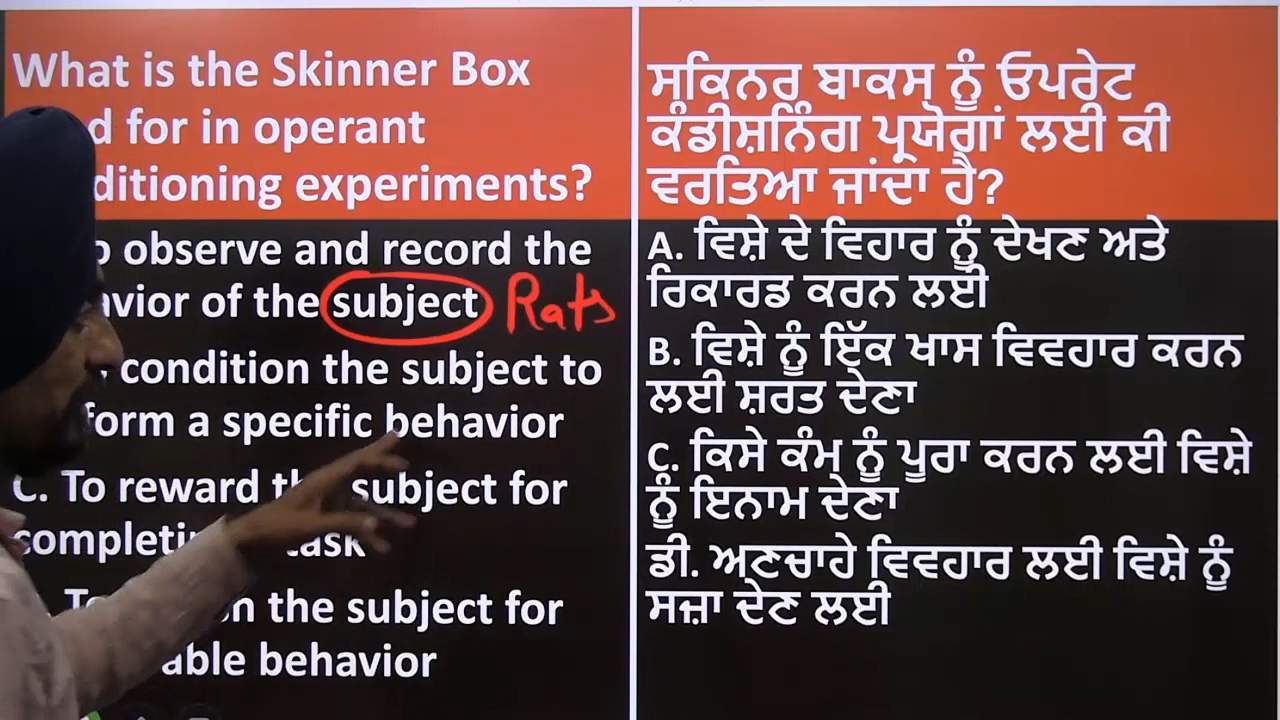 What is the Skinner Box
d for in operant
ditioning experiments?
o observe and record the
avior of the subject Rats
condition the subject to
form a specific behavior
C. To reward th subject for
completi task
T n the subject for
able behavior
ਸਕਿਨਰ ਬਾਕਸ ਨੂੰ ਓਪਰੇਟ
ਕੰਡੀਸ਼ਨਿੰਗ ਪ੍ਰਯੋਗਾਂ ਲਈ ਕੀ
ਵਰਤਿਆ ਜਾਂਦਾ ਹੈ?
A. ਵਿਸ਼ੇ ਦੇ ਵਿਹਾਰ ਨੂੰ ਦੇਖਣ ਅਤੇ
ਰਿਕਾਰਡ ਕਰਨ ਲਈ
B. ਵਿਸ਼ੇ ਨੂੰ ਇੱਕ ਖਾਸ ਵਿਵਹਾਰ ਕਰਨ
ਲਈ ਸ਼ਰਤ ਦੇਣਾ
C. ਕਿਸੇ ਕੰਮ ਨੂੰ ਪੂਰਾ ਕਰਨ ਲਈ ਵਿਸ਼ੇ
ਨੂੰ ਇਨਾਮ ਦੇਣਾ
ਡੀ. ਅਣਚਾਹੇ ਵਿਵਹਾਰ ਲਈ ਵਿਸ਼ੇ ਨੂੰ
ਸਜ਼ਾ ਦੇਣ ਲਈ